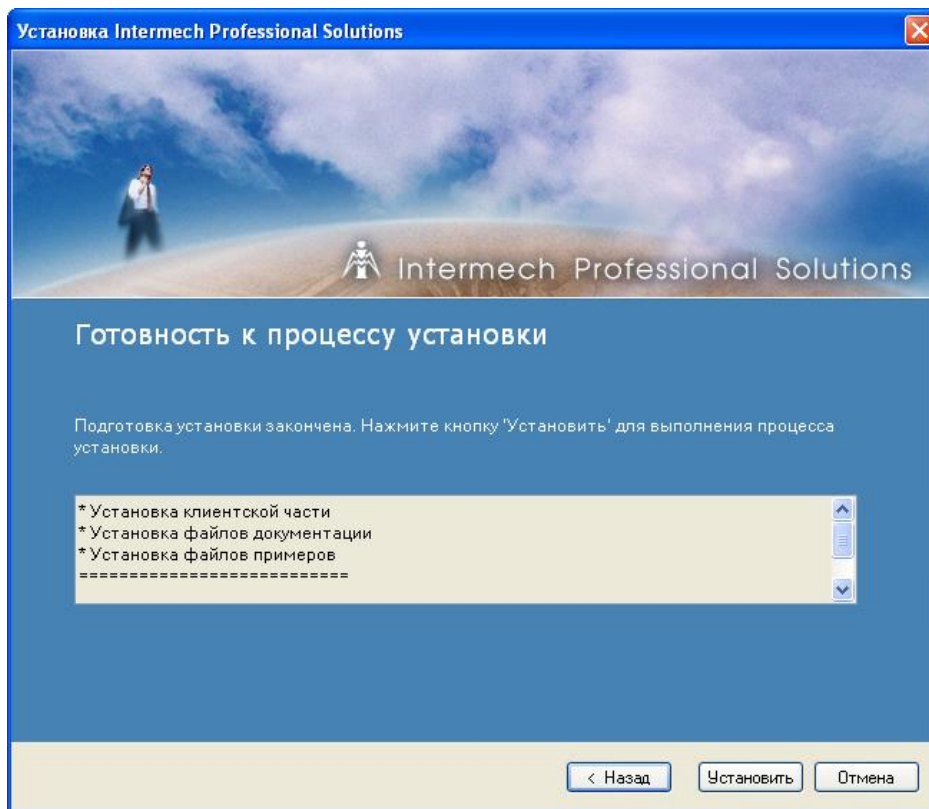 Установка Intermech Professional Solutions
Intermech Professional Solutions
Готовность к процессу установки
Подготовка установки закончена. Нажмите кнопку 'Установить' для выполнения процесса
установки.
* Установка клиентской части
* Установка файлов документации
* Установка файлов примеров
===========================
< Назад
Установить
Отмена